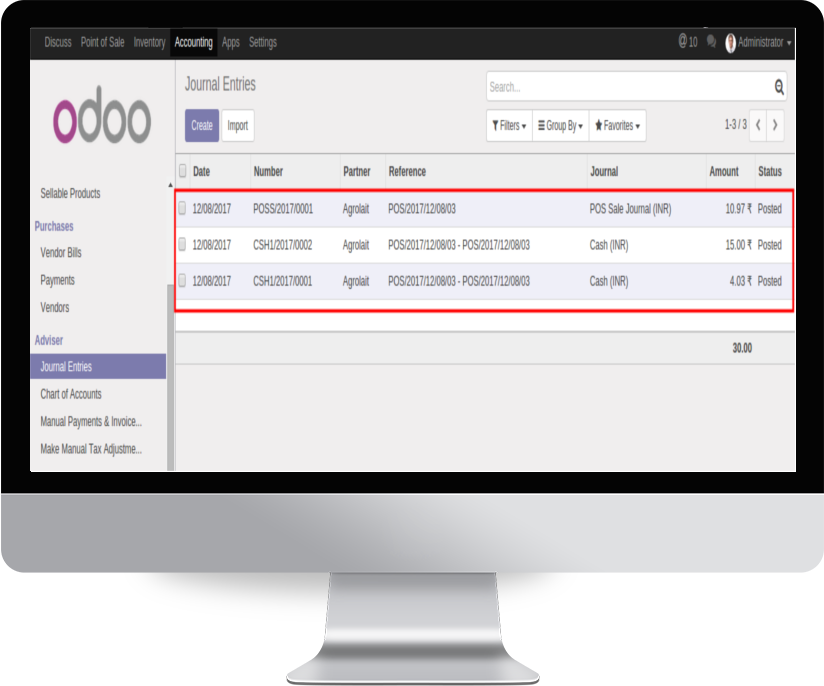 Discuss Point of Sale Inventory Accounting Apps Settings @ 10 Administrator
odoo
Sellable Products
Purchases
Vendor Bills
Payments
Vendors
Adviser
Journal Entries
Chart of Accounts
Manual Payments & Invoice...
Make Manual Tax Adjustme...
Journal Entries
Search...
Create Import Filters Group By Favorites 1-3 / 3
Date Number Partner Reference Journal Amount Status
12/08/2017 POSS/2017/0001 Agrolait POS/2017/12/08/03 POS Sale Journal (INR) 10.97 ₹ Posted
12/08/2017 CSH1/2017/0002 Agrolait POS/2017/12/08/03 - POS/2017/12/08/03 Cash (INR) 15.00 ₹ Posted
12/08/2017 CSH1/2017/0001 Agrolait POS/2017/12/08/03 - POS/2017/12/08/03 Cash (INR) 4.03 ₹ Posted
30.00